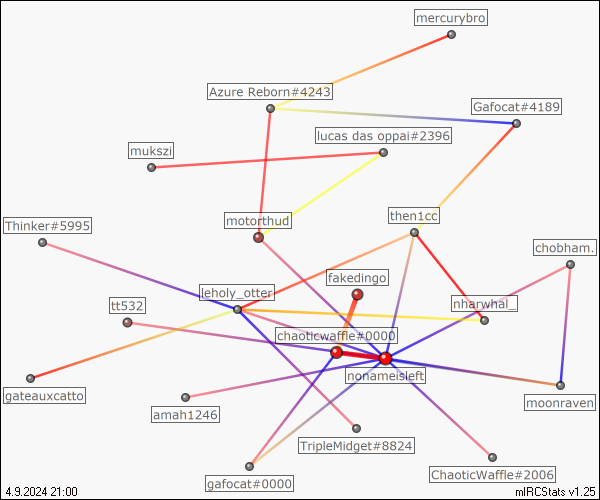 mercurybro
Azure Reborn#4243
Gafocat#4189
lucas das oppai#2396
mukszi
motorthud
then1cc
Thinker#5995
chobham.
fakedingo
leholy_otter
nharwhal_
tt532
chaoticwaffle#0000
nonameisleft
gateauxcatto
moonraven
amah1246
TripleMidget#8824
ChaoticWaffle#2006
gafocat#0000
4.9.2024 21:00
mIRCStats v1.25